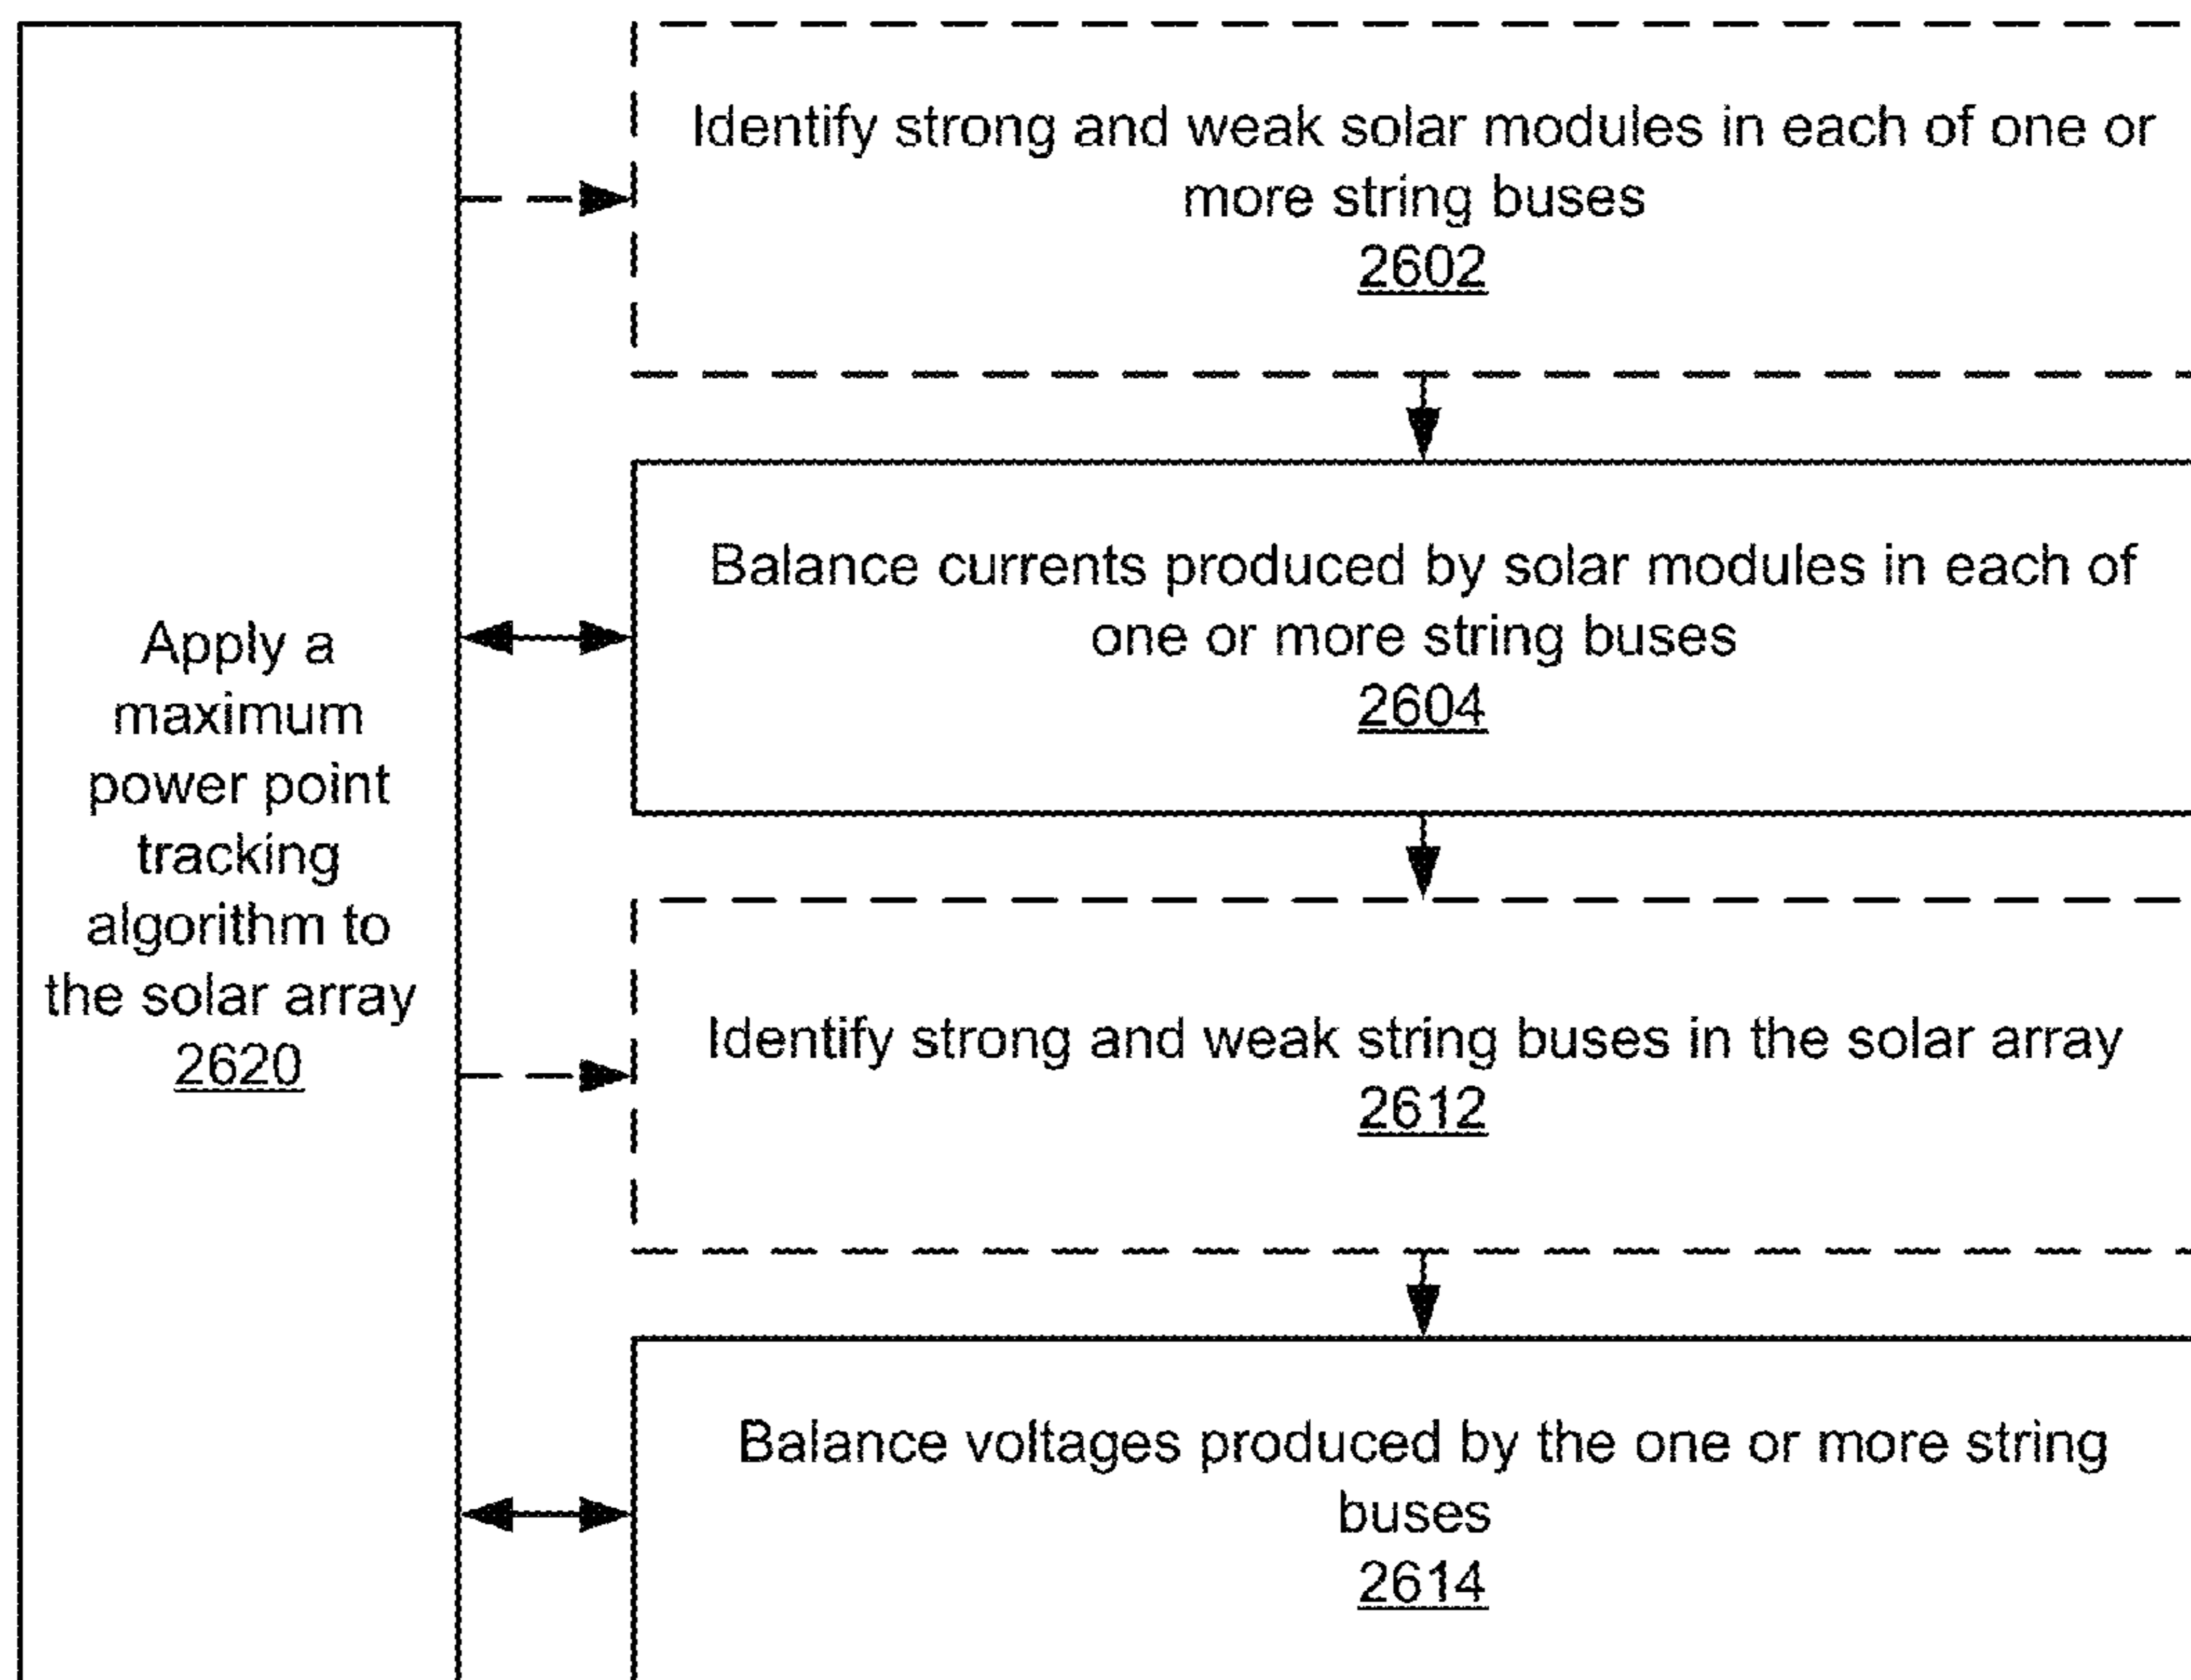 Apply a
maximum
power point
tracking
algorithm to
the solar array
2620
Identify strong and weak solar modules in each of one or
more string buses
2602
Balance currents produced by solar modules in each of
one or more string buses
2604
Identify strong and weak string buses in the solar array
2612
Balance voltages produced by the one or more string
buses
2614